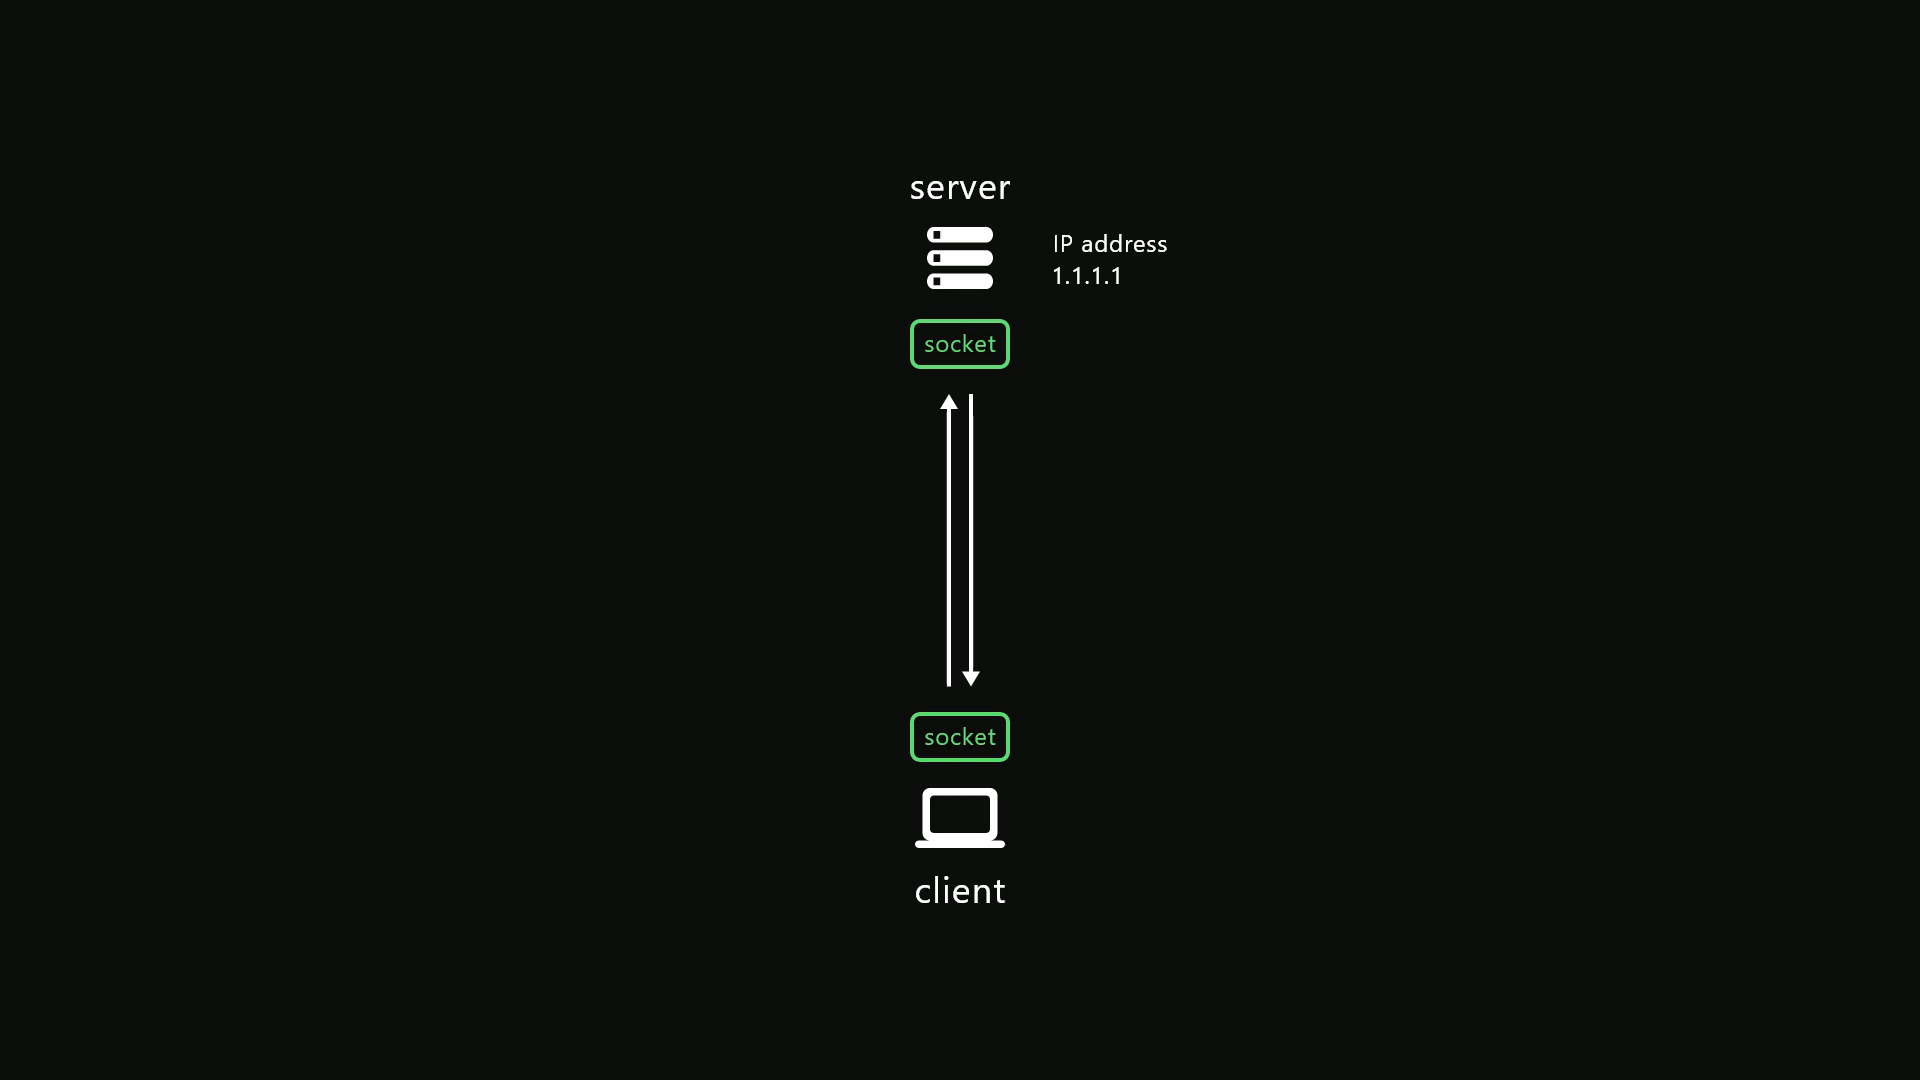 server
IP address
1.1.1.1
socket
socket
client